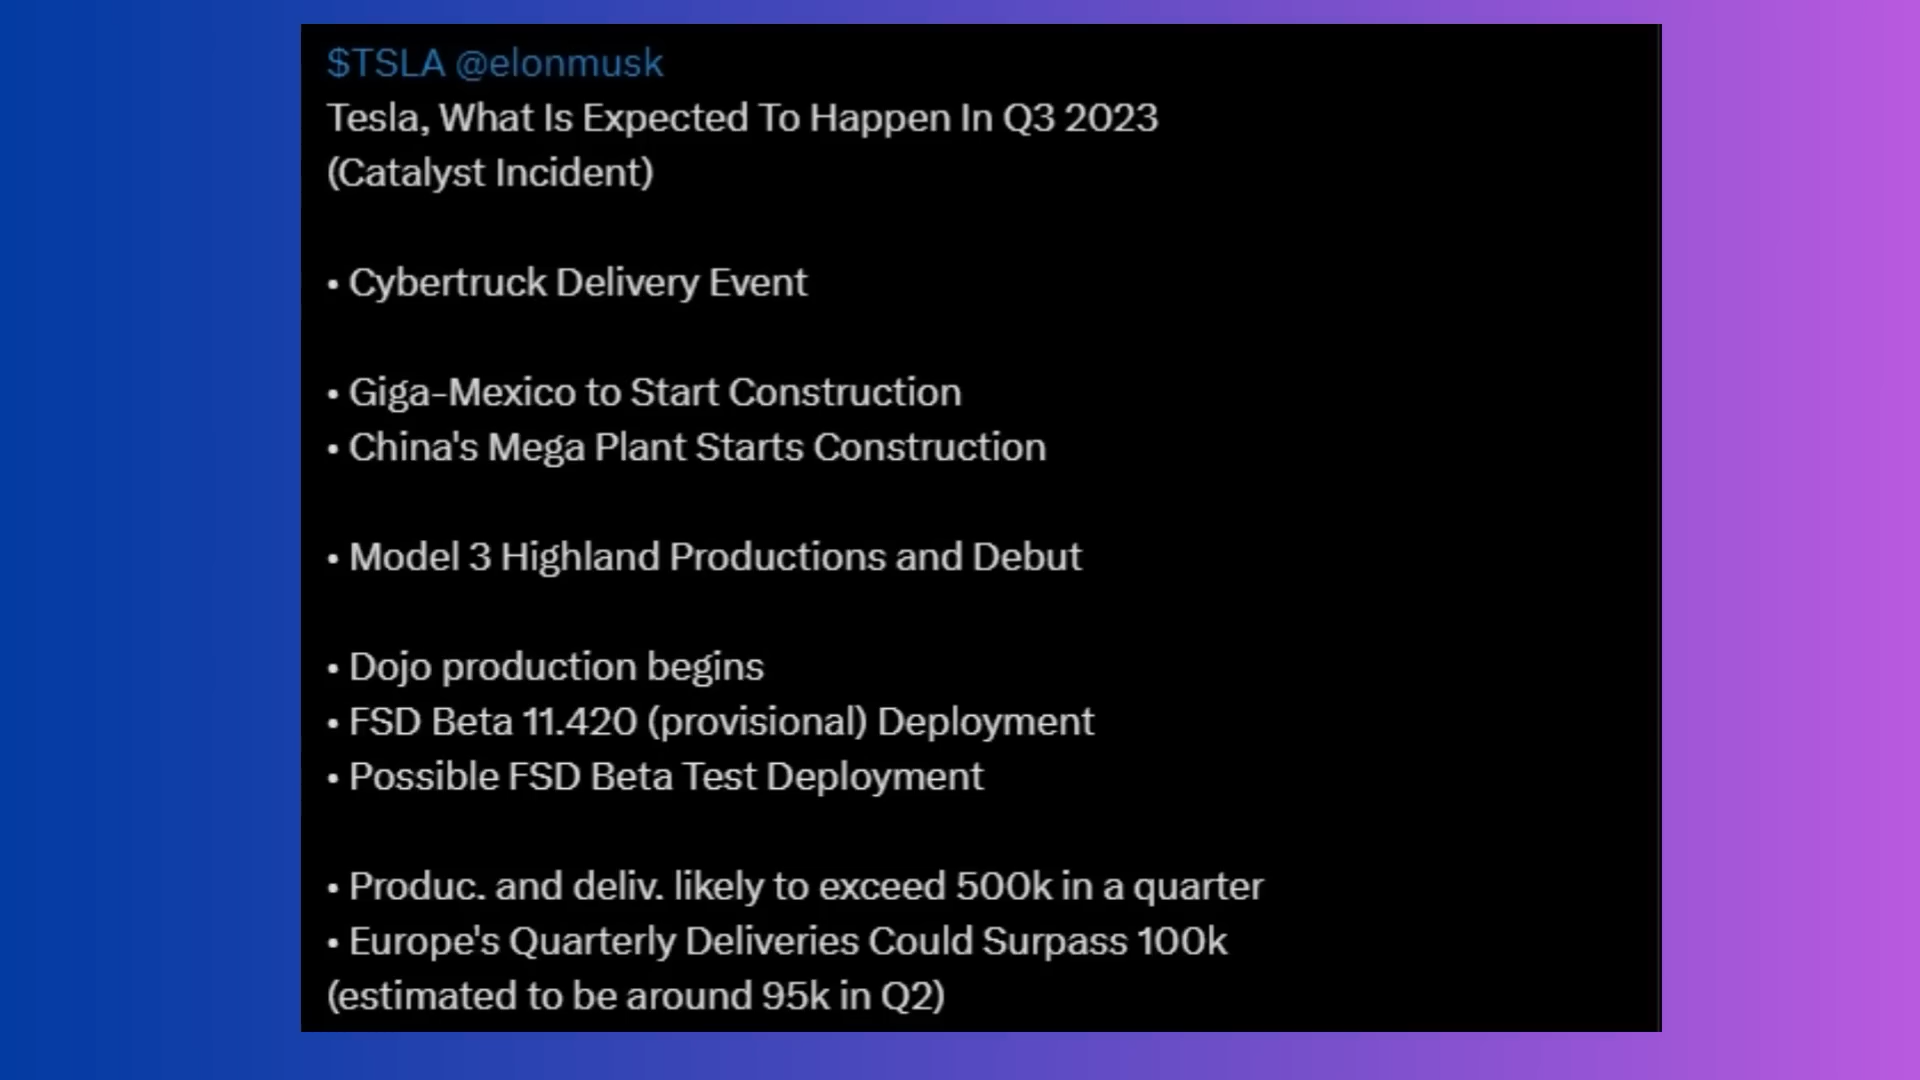 $TSLA @elonmusk
Tesla, What Is Expected To Happen In Q3 2023
(Catalyst Incident)
• Cybertruck Delivery Event
• Giga-Mexico to Start Construction
• China's Mega Plant Starts Construction
• Model 3 Highland Productions and Debut
• Dojo production begins
• FSD Beta 11.420 (provisional) Deployment
• Possible FSD Beta Test Deployment
• Produc. and deliv. likely to exceed 500k in a quarter
• Europe's Quarterly Deliveries Could Surpass 100k
(estimated to be around 95k in Q2)